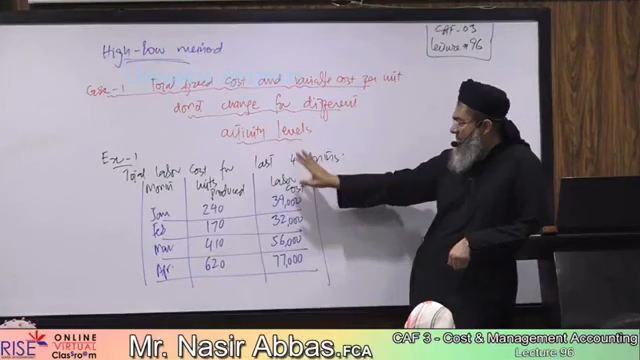 CAF-03
lecture # 96
High-low method
Case-1 Total fixed cost and variable cost per unit
don't change for different
activity levels
Ex-1 Total labor cost for last 4 months.
Month units produced Labor cost
Jan 240 39,000
Feb 170 32,000
Mar 410 56,000
Apr. 620 77,000
RISE ONLINE VIRTUAL Classroom
Mr. Nasir Abbas.FCA
CAF 3 - Cost & Management Accounting
Lecture 96